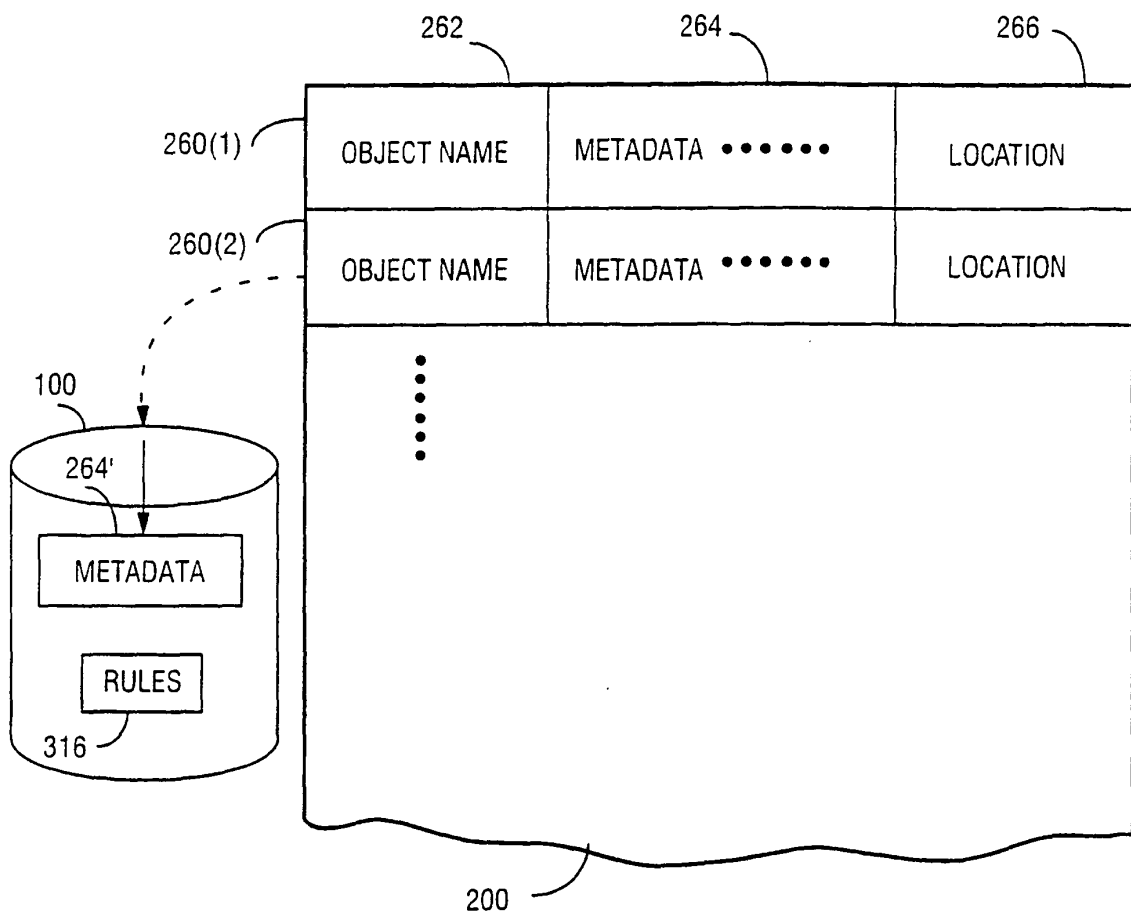 262 264 266
260(1) OBJECT NAME METADATA •••••• LOCATION
260(2) OBJECT NAME METADATA •••••• LOCATION
100
264'
METADATA
RULES
316
200